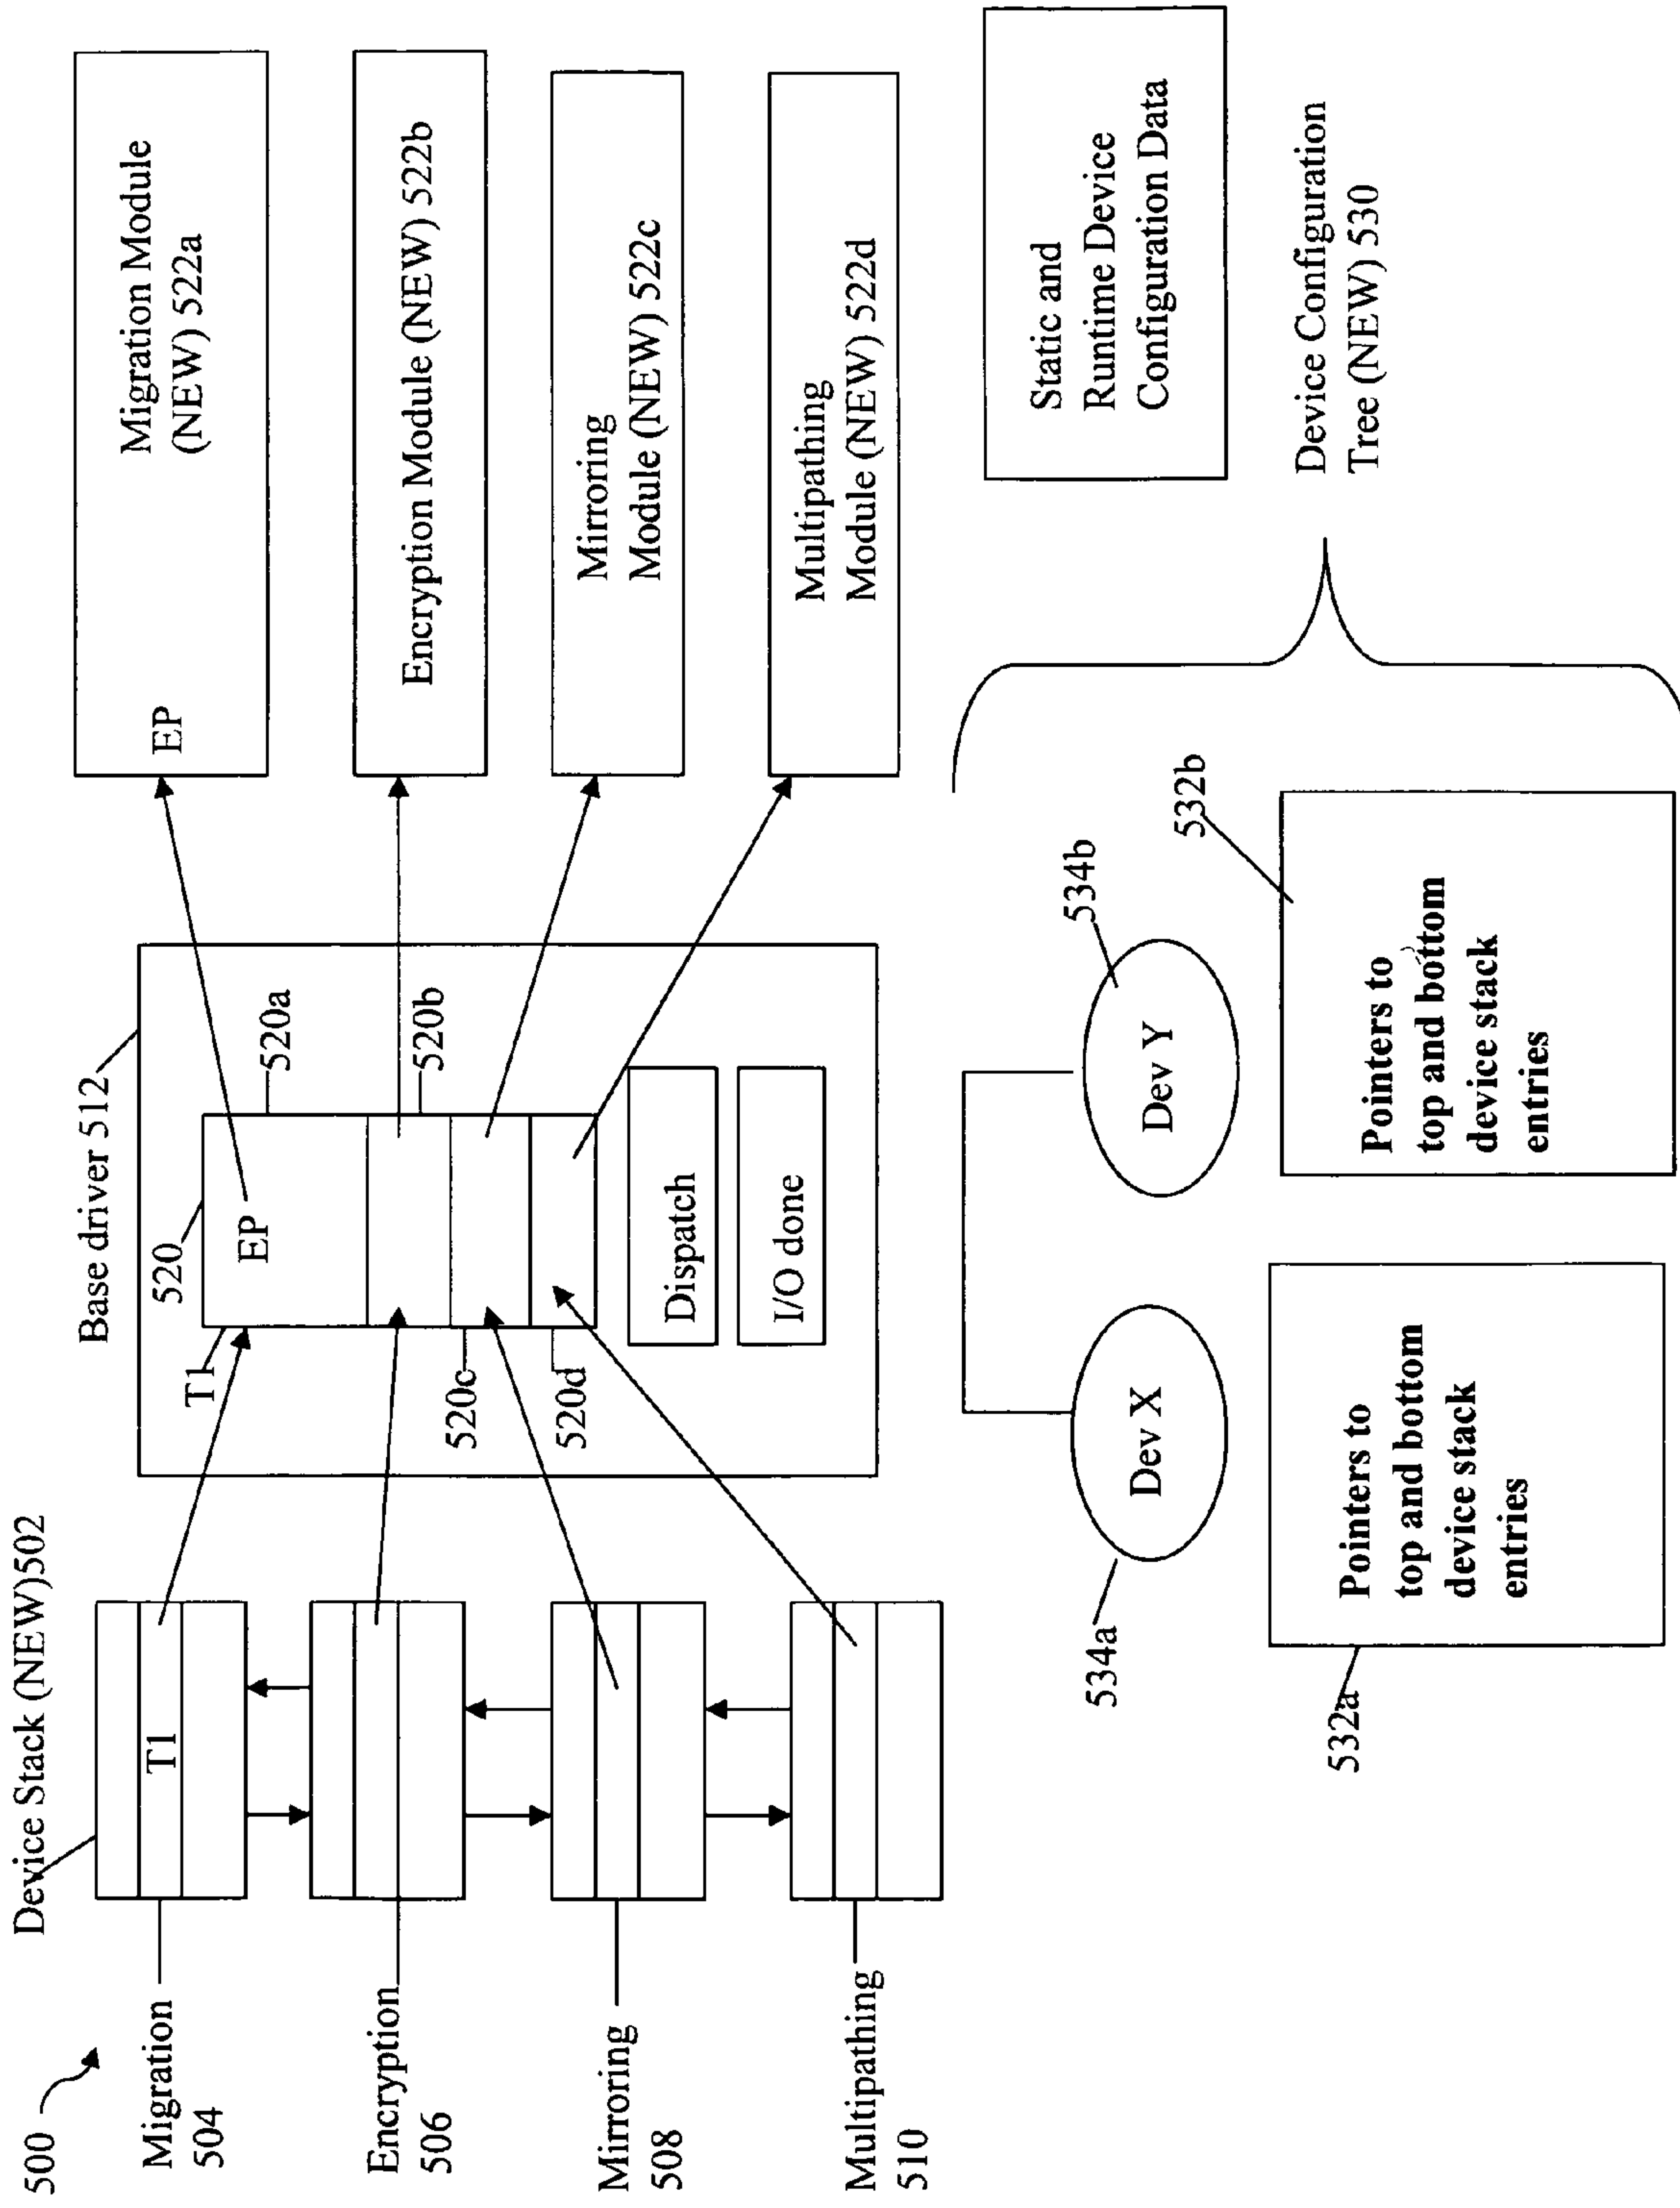 500
Device Stack (NEW)502
Migration
504
T1
Encryption
506
Mirroring
508
Multipathing
510
Base driver 512
520
T1
EP
520a
520b
520c
520d
Dispatch
I/O done
EP
Migration Module
(NEW) 522a
Encryption Module (NEW) 522b
Mirroring
Module (NEW) 522c
Multipathing
Module (NEW) 522d
534a
Dev X
Dev Y
534b
532a
Pointers to
top and bottom
device stack
entries
532b
Pointers to
top and bottom
device stack
entries
Static and
Runtime Device
Configuration Data
Device Configuration
Tree (NEW) 530